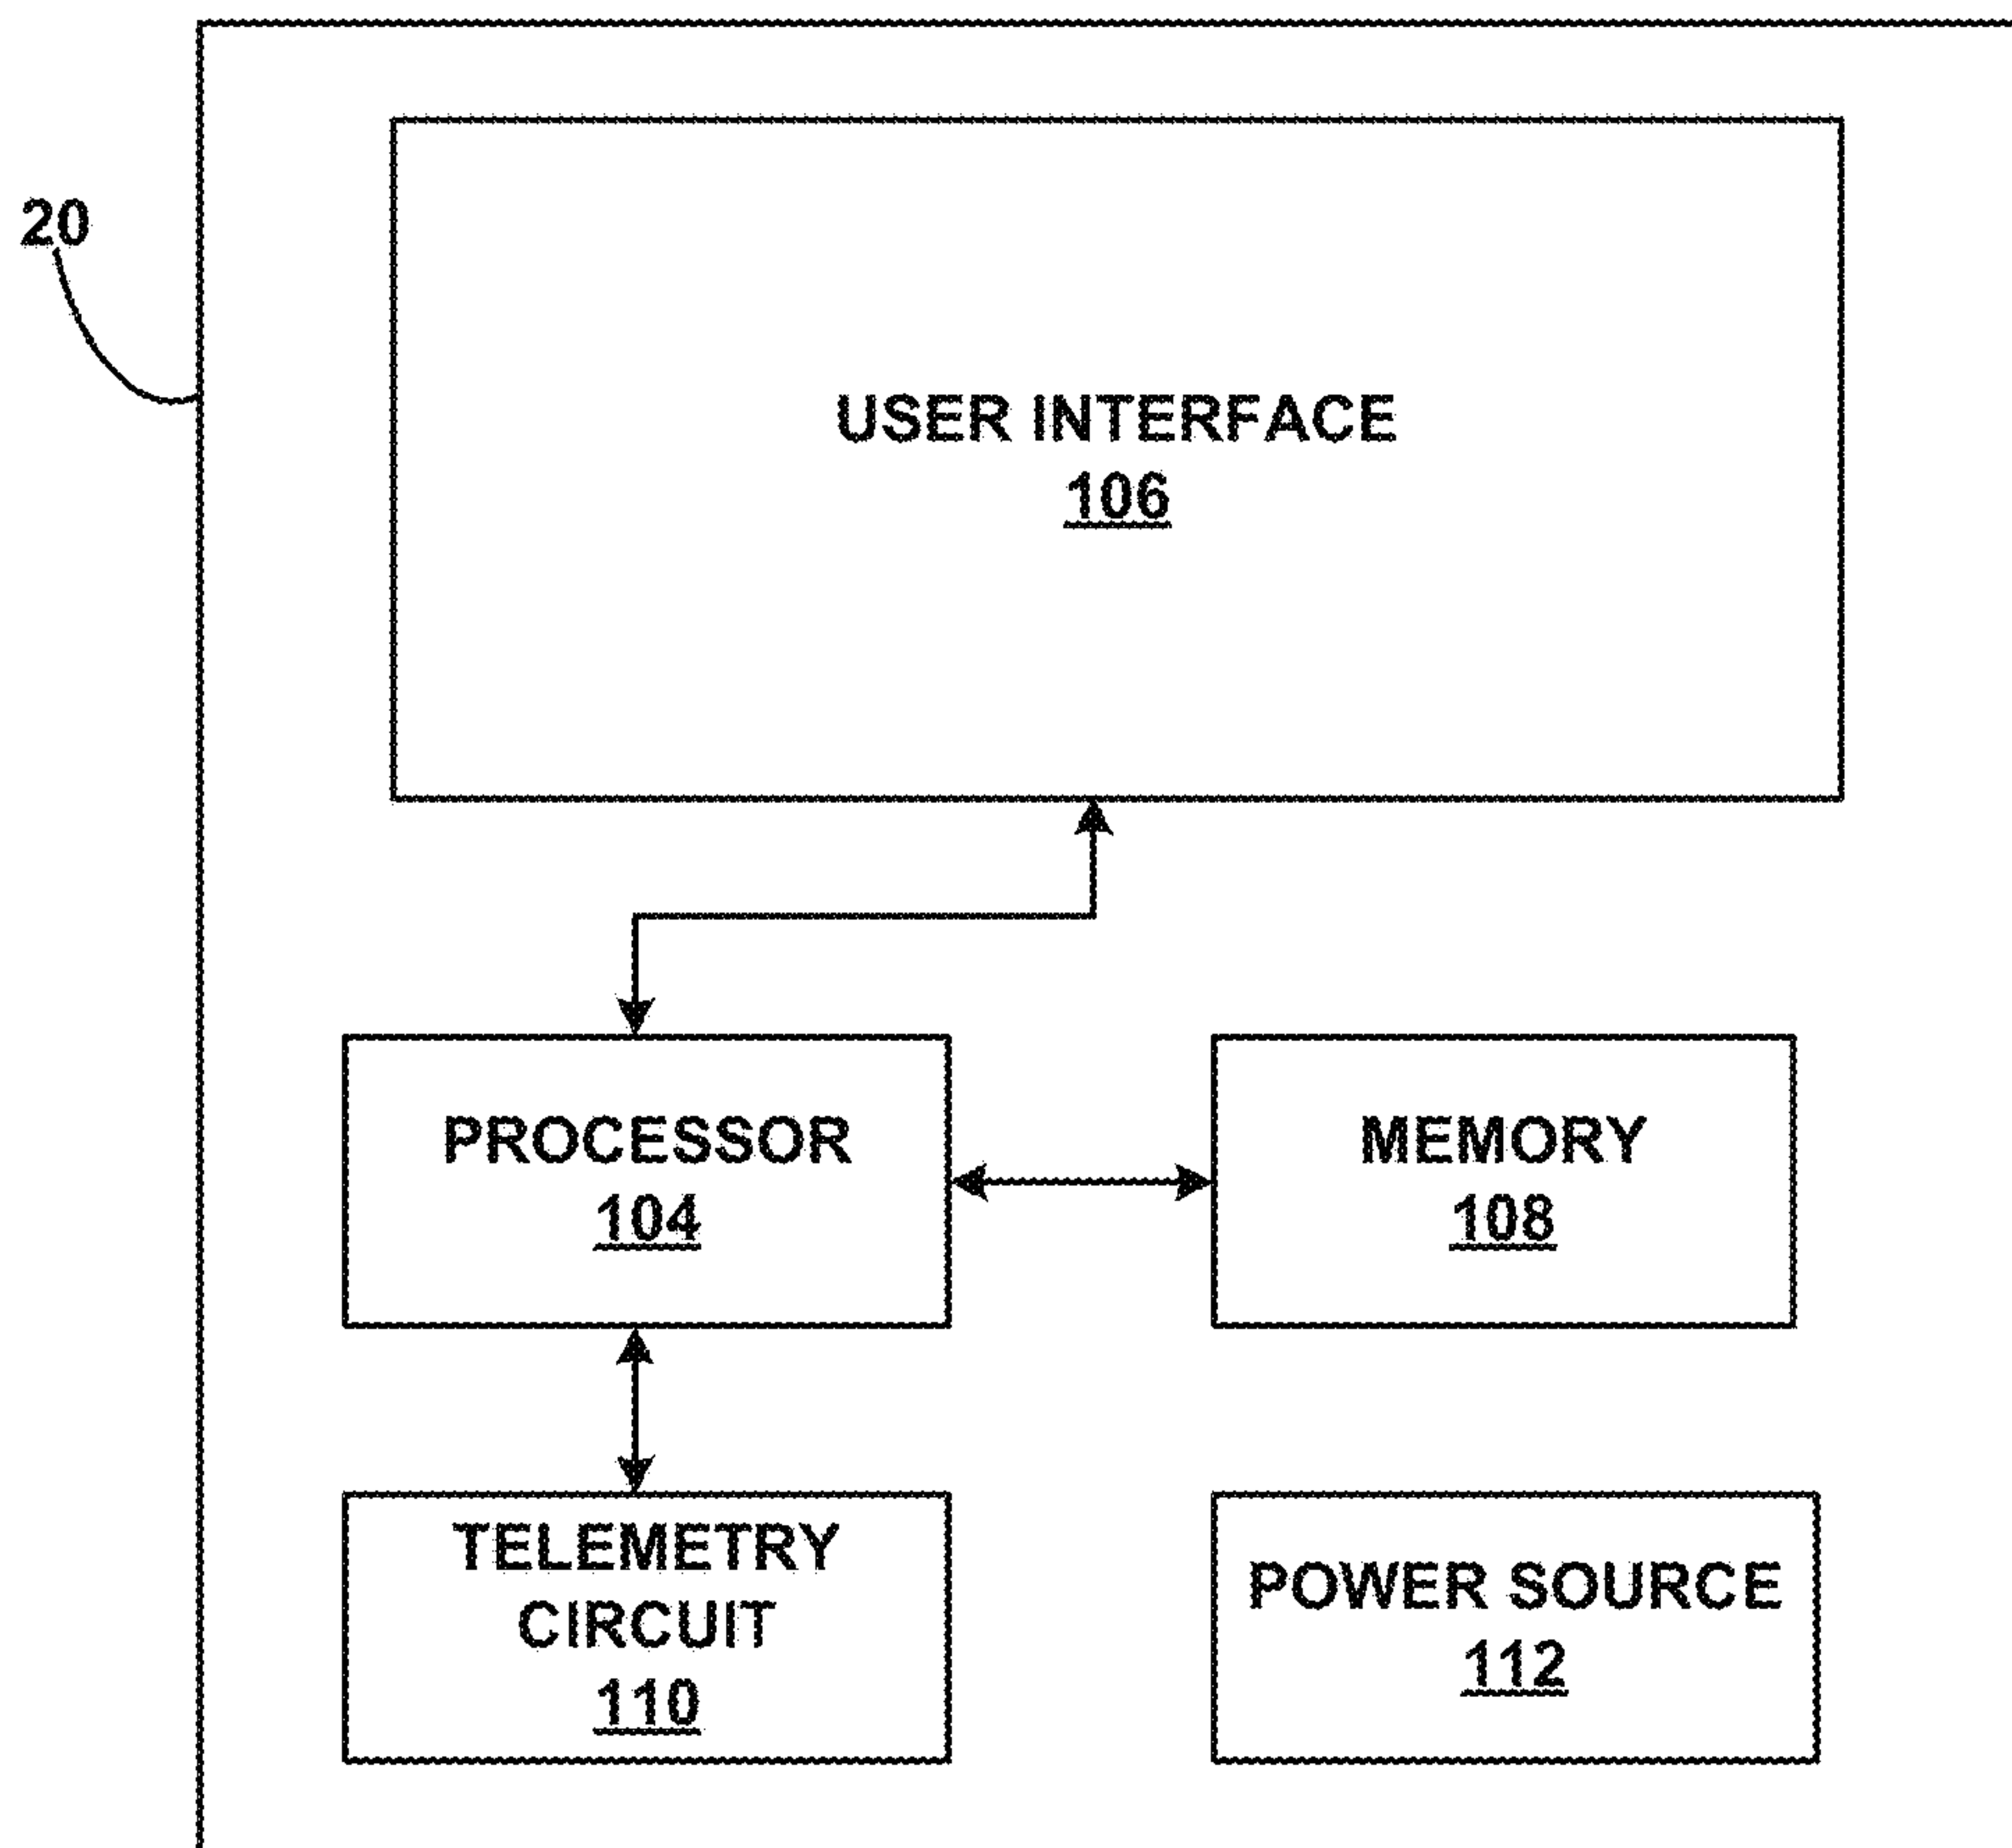 20
USER INTERFACE
106
PROCESSOR
104
MEMORY
108
TELEMETRY
CIRCUIT
110
POWER SOURCE
112